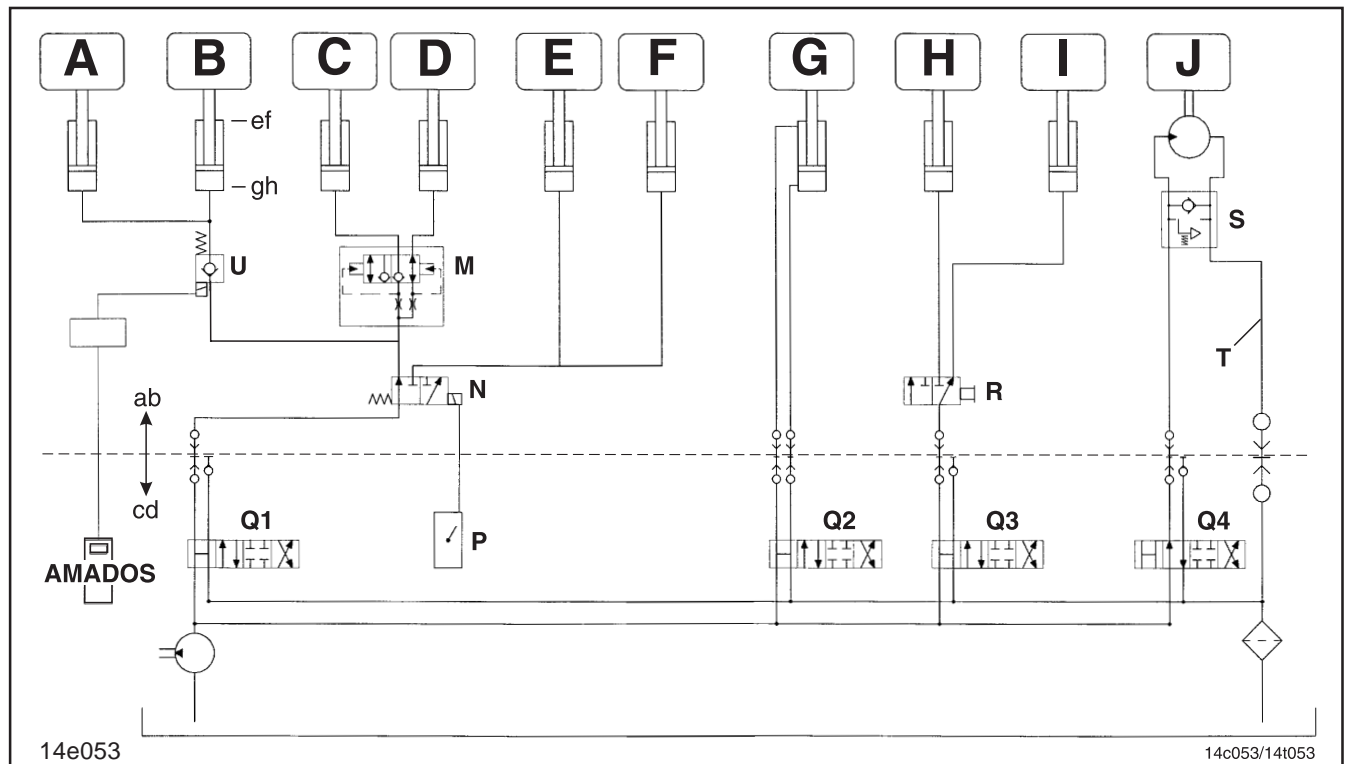 A B C D E F G H I J
ef
gh
U
M
S
T
N
R
ab
cd
Q1
P
Q2
Q3
Q4
AMADOS
14e053
14c053/14t053